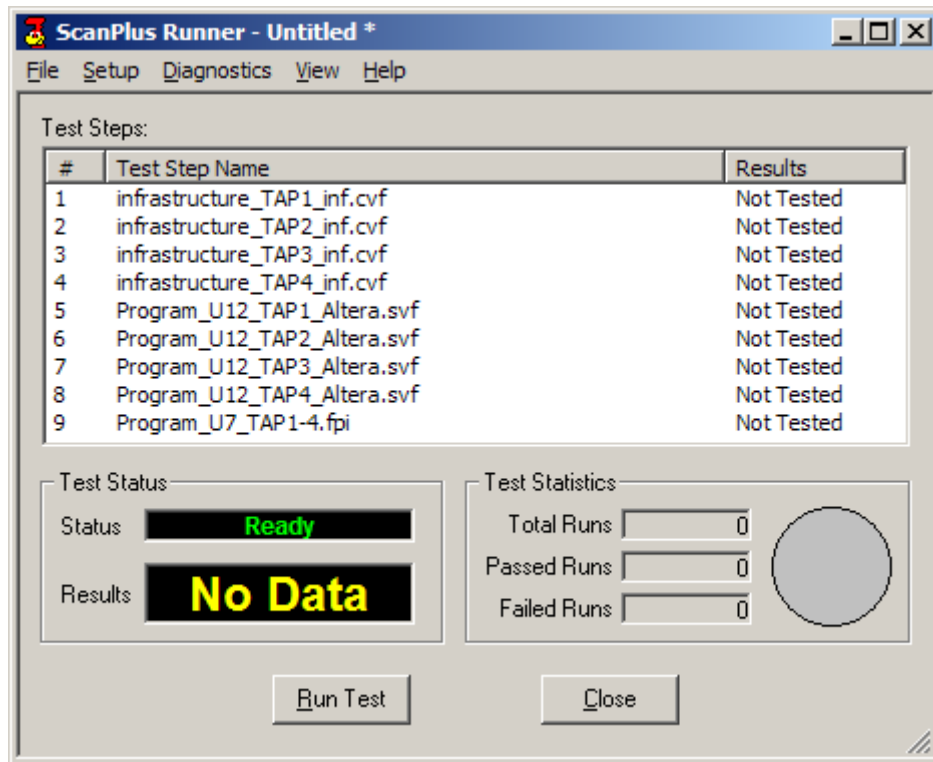 ScanPlus Runner - Untitled *
File Setup Diagnostics View Help
Test Steps:
# Test Step Name Results
1 infrastructure_TAP1_inf.cvf Not Tested
2 infrastructure_TAP2_inf.cvf Not Tested
3 infrastructure_TAP3_inf.cvf Not Tested
4 infrastructure_TAP4_inf.cvf Not Tested
5 Program_U12_TAP1_Altera.svf Not Tested
6 Program_U12_TAP2_Altera.svf Not Tested
7 Program_U12_TAP3_Altera.svf Not Tested
8 Program_U12_TAP4_Altera.svf Not Tested
9 Program_U7_TAP1-4.fpi Not Tested
Test Status
Status Ready
Results No Data
Test Statistics
Total Runs 0
Passed Runs 0
Failed Runs 0
Run Test Close